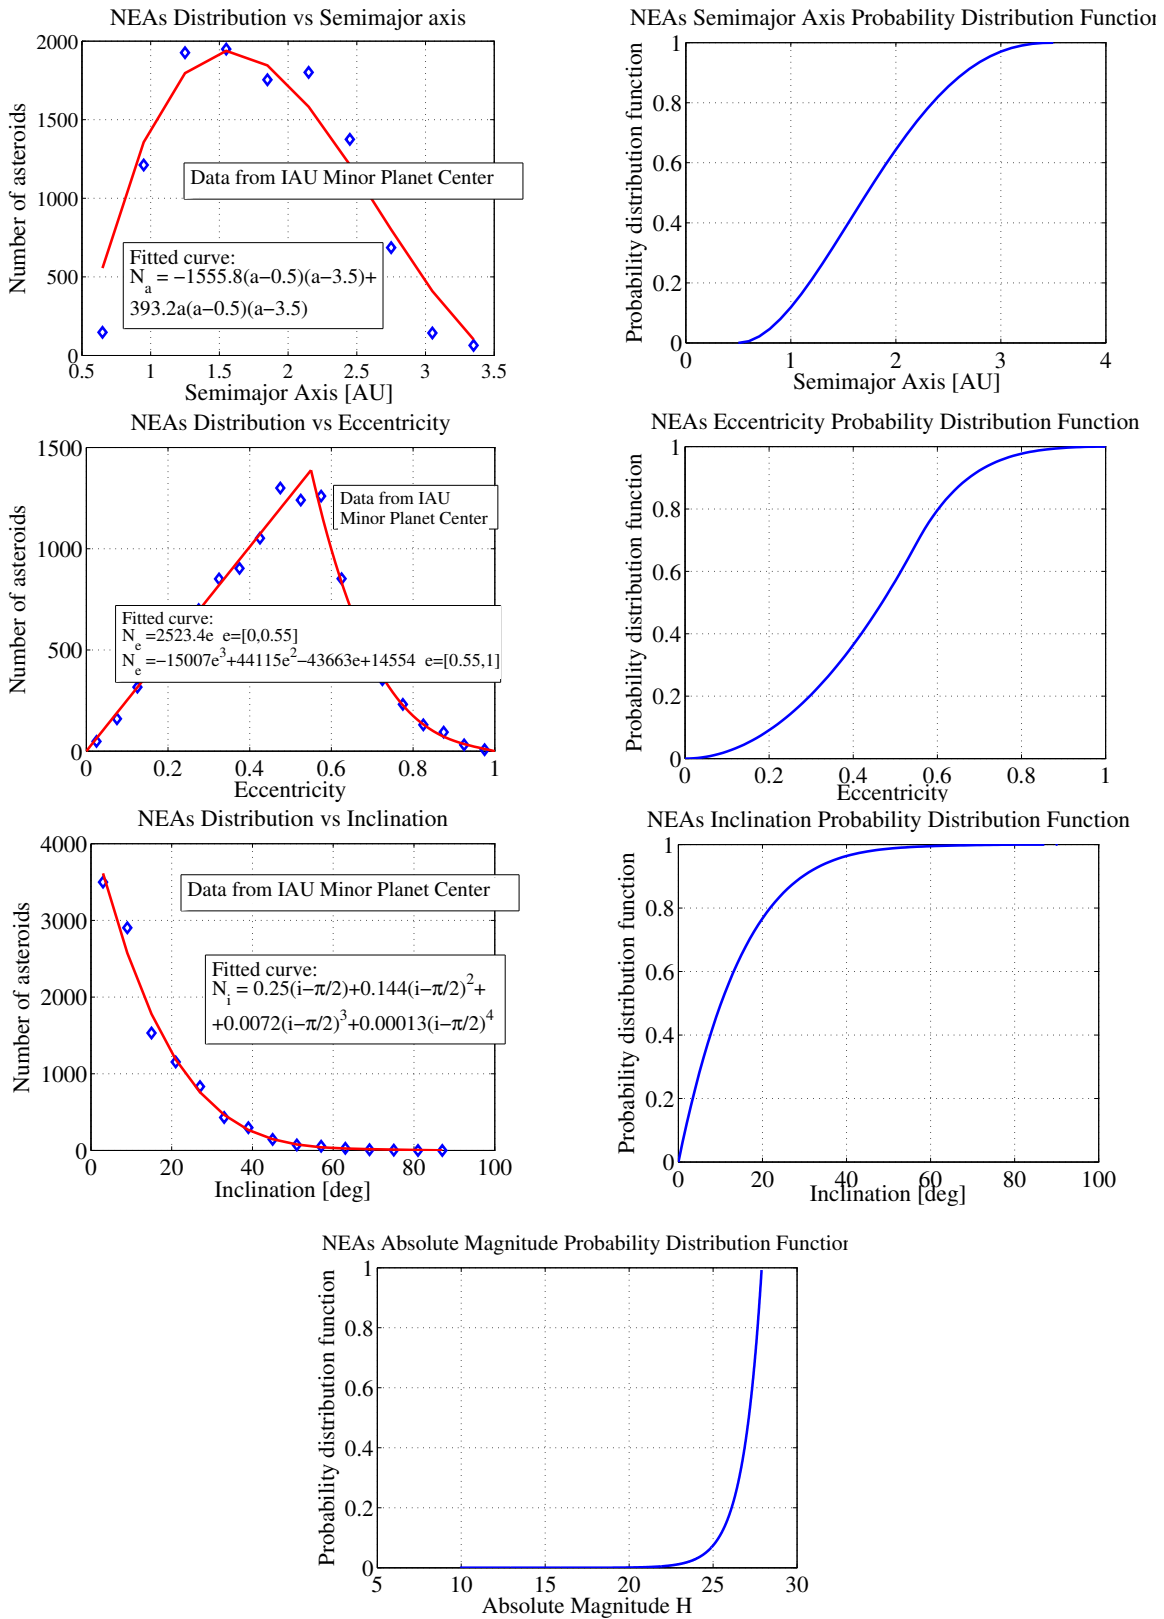 NEAs Distribution vs Semimajor axis
2000
1500
1000
500
0
Number of asteroids
Data from IAU Minor Planet Center
Fitted curve:
N_a = −1555.8(a−0.5)(a−3.5)+
393.2a(a−0.5)(a−3.5)
0.5 1 1.5 2 2.5 3 3.5
Semimajor Axis [AU]
NEAs Semimajor Axis Probability Distribution Function
1
0.8
0.6
0.4
0.2
0
Probability distribution function
0 1 2 3 4
Semimajor Axis [AU]
NEAs Distribution vs Eccentricity
1500
1000
500
0
Number of asteroids
Data from IAU
Minor Planet Center
Fitted curve:
N_e =2523.4e e=[0,0.55]
N_e =−15007e^3+44115e^2−43663e+14554 e=[0.55,1]
0 0.2 0.4 0.6 0.8 1
Eccentricity
NEAs Eccentricity Probability Distribution Function
1
0.8
0.6
0.4
0.2
0
Probability distribution function
0 0.2 0.4 0.6 0.8 1
Eccentricity
NEAs Distribution vs Inclination
4000
3000
2000
1000
0
Number of asteroids
Data from IAU Minor Planet Center
Fitted curve:
N_i = 0.25(i−π/2)+0.144(i−π/2)^2+
+0.0072(i−π/2)^3+0.00013(i−π/2)^4
0 20 40 60 80 100
Inclination [deg]
NEAs Inclination Probability Distribution Function
1
0.8
0.6
0.4
0.2
0
Probability distribution function
0 20 40 60 80 100
Inclination [deg]
NEAs Absolute Magnitude Probability Distribution Function
1
0.8
0.6
0.4
0.2
0
Probability distribution function
5 10 15 20 25 30
Absolute Magnitude H